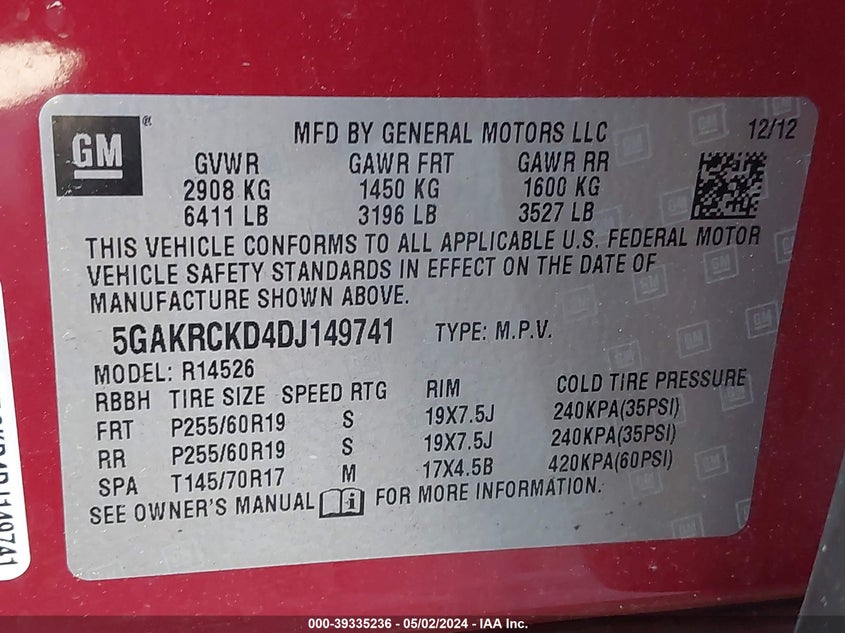 GM
MFD BY GENERAL MOTORS LLC 12/12
GVWR GAWR FRT GAWR RR
2908 KG 1450 KG 1600 KG
6411 LB 3196 LB 3527 LB
THIS VEHICLE CONFORMS TO ALL APPLICABLE U.S. FEDERAL MOTOR
VEHICLE SAFETY STANDARDS IN EFFECT ON THE DATE OF
MANUFACTURE SHOWN ABOVE.
5GAKRCKD4DJ149741 TYPE: M.P.V.
MODEL: R14526
RBBH TIRE SIZE SPEED RTG RIM COLD TIRE PRESSURE
FRT P255/60R19 S 19X7.5J 240KPA(35PSI)
RR P255/60R19 S 19X7.5J 240KPA(35PSI)
SPA T145/70R17 M 17X4.5B 420KPA(60PSI)
SEE OWNER'S MANUAL FOR MORE INFORMATION.
000-39335236 - 05/02/2024 - IAA Inc.